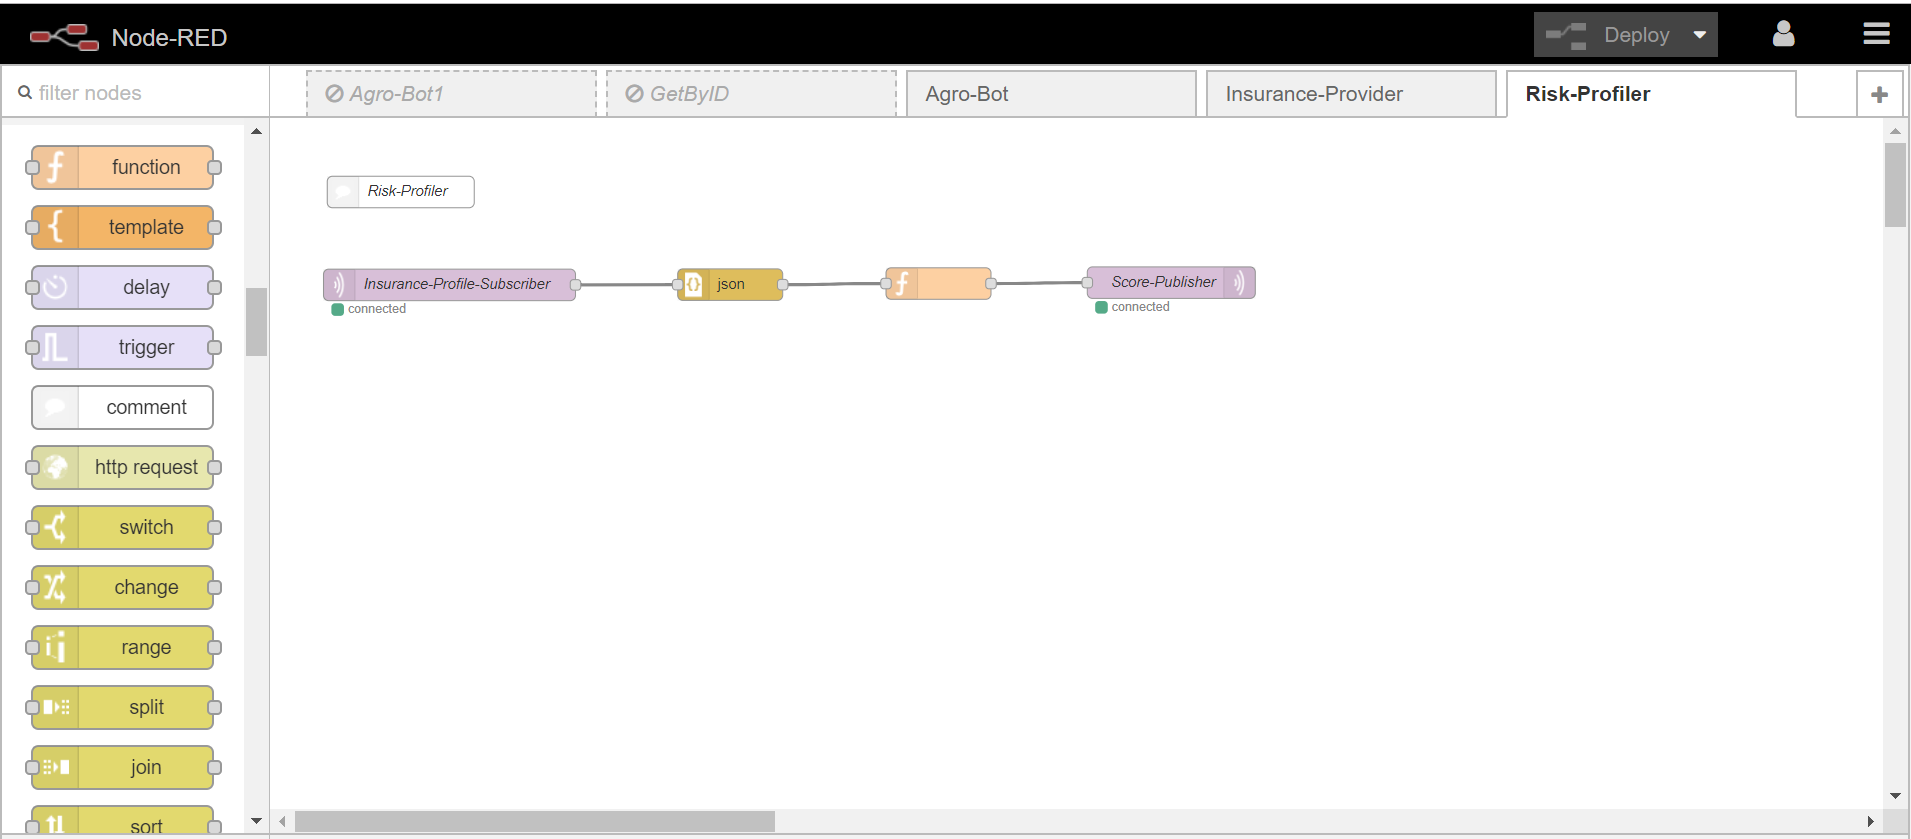 Node-RED
Deploy
filter nodes
Agro-Bot1
GetByID
Agro-Bot
Insurance-Provider
Risk-Profiler
function
template
delay
trigger
comment
http request
switch
change
range
split
join
sort
Risk-Profiler
Insurance-Profile-Subscriber
json
Score-Publisher
connected
connected